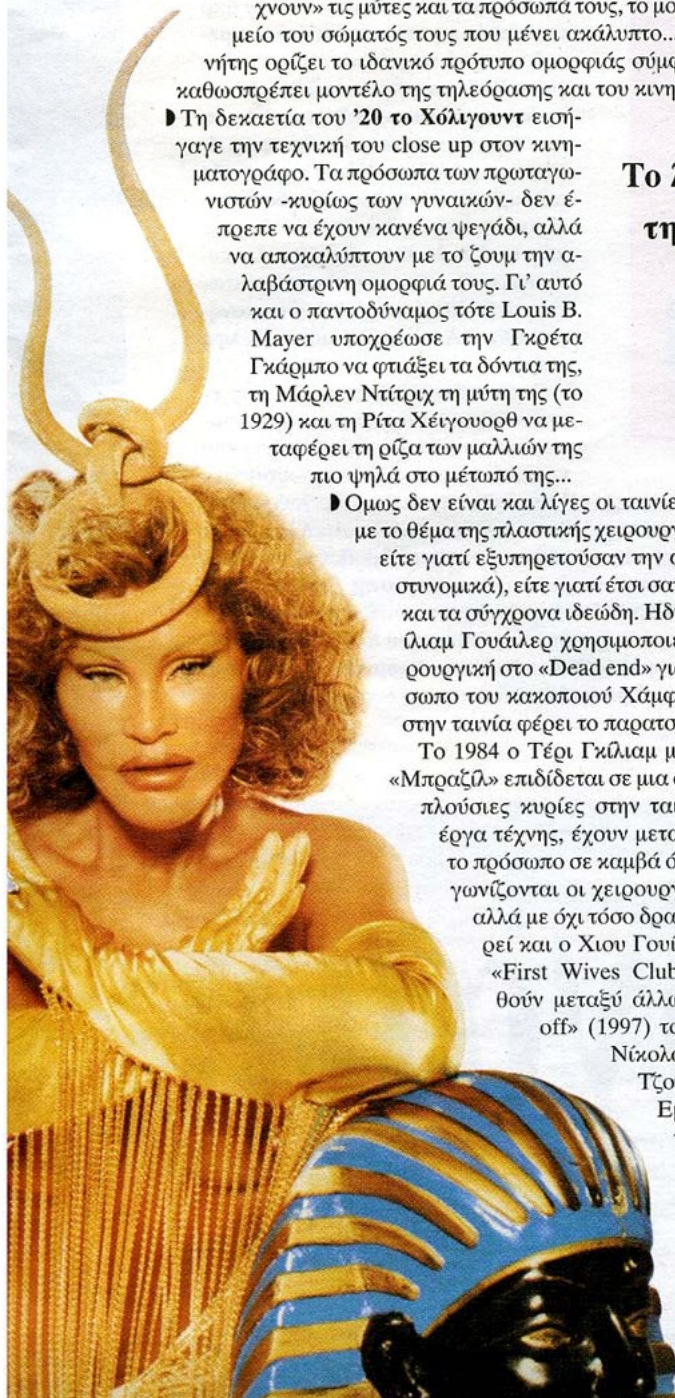 χνουν» τις μύτες και τα πρόσωπά τους, το μο
μείο του σώματός τους που μένει ακάλυπτο...
νήτης ορίζει το ιδανικό πρότυπο ομορφιάς σύμφ
καθωσπρέπει μοντέλο της τηλεόρασης και του κινη
◗ Τη δεκαετία του '20 το Χόλιγουντ εισή-
γαγε την τεχνική του close up στον κινη-
ματογράφο. Τα πρόσωπα των πρωταγω-
νιστών -κυρίως των γυναικών- δεν έ-
πρεπε να έχουν κανένα ψεγάδι, αλλά
να αποκαλύπτουν με το ζουμ την α-
λαβάστρινη ομορφιά τους. Γι' αυτό
και ο παντοδύναμος τότε Louis B.
Mayer υποχρέωσε την Γκρέτα
Γκάρμπο να φτιάξει τα δόντια της,
τη Μάρλεν Ντίτριχ τη μύτη της (το
1929) και τη Ρίτα Χέιγουορθ να με-
ταφέρει τη ρίζα των μαλλιών της
πιο ψηλά στο μέτωπό της...
◗ Ομως δεν είναι και λίγες οι ταινίε
με το θέμα της πλαστικής χειρουργ
είτε γιατί εξυπηρετούσαν την
στυνομικά), είτε γιατί έτσι σατ
και τα σύγχρονα ιδεώδη. Ηδ
ίλιαμ Γουάιλερ χρησιμοποιε
ρουργική στο «Dead end» γι
σωπο του κακοποιού Χάμφ
στην ταινία φέρει το παρατσ
Το 1984 ο Τέρι Γκίλιαμ μ
«Μπραζίλ» επιδίδεται σε μια
πλούσιες κυρίες στην ται
έργα τέχνης, έχουν μετα
το πρόσωπο σε καμβά ό
γωνίζονται οι χειρουργ
αλλά με όχι τόσο δρα
ρεί και ο Χιου Γουί
«First Wives Club
θούν μεταξύ άλλω
off» (1997) το
Νίκολα
Τζο
Ερ
Το
τη